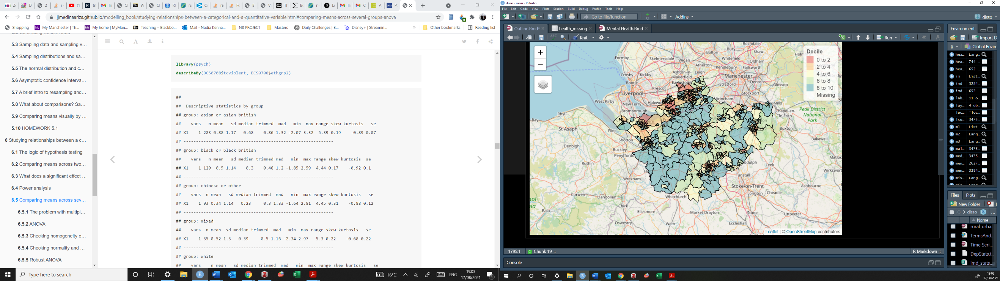 jjmedinaariza.github.io/modelling_book/studying-relationships-between-a-categorical-and-a-quantitative-variable.html#comparing-means-across-several-groups-anova
Shopping My Manchester | Th... My home | MyMan... Teaching – Blackbo... Mail - Nadia Kenna... N8 PROJECT Masters Daily Challenges | B... Disney+ | Streamin... » Other bookmarks Reading list
5.3 Sampling data and sampling v...
5.4 Sampling distributions and sa...
5.5 The normal distribution and c...
5.6 Asymptotic confidence interva...
5.7 A brief intro to resampling and...
5.8 What about comparisons? Sa...
5.9 Comparing means visually by ...
5.10 HOMEWORK 5.1
6 Studying relationships between a c...
6.1 The logic of hypothesis testing
6.2 Comparing means across two...
6.3 What does a significant effect ...
6.4 Power analysis
6.5 Comparing means across sev...
6.5.1 The problem with multipl...
6.5.2 ANOVA
6.5.3 Checking homogeneity o...
6.5.4 Checking normality and ...
6.5.5 Robust ANOVA
library(psych)
describeBy(BCS0708$tcviolent, BCS0708$ethgrp2)
##
## Descriptive statistics by group
## group: asian or asian british
## vars n mean sd median trimmed mad min max range skew kurtosis se
## X1 1 283 0.88 1.17 0.68 0.86 1.32 -2.07 3.32 5.39 0.19 -0.89 0.07
## --------------------------------------------------------
## group: black or black british
## vars n mean sd median trimmed mad min max range skew kurtosis se
## X1 1 120 0.5 1.14 0.3 0.48 1.2 -1.85 2.59 4.44 0.17 -0.92 0.1
## --------------------------------------------------------
## group: chinese or other
## vars n mean sd median trimmed mad min max range skew kurtosis se
## X1 1 93 0.34 1.14 0.23 0.3 1.33 -1.64 2.81 4.45 0.31 -0.88 0.12
## --------------------------------------------------------
## group: mixed
## vars n mean sd median trimmed mad min max range skew kurtosis se
## X1 1 35 0.52 1.3 0.39 0.5 1.16 -2.34 2.97 5.3 0.22 -0.68 0.22
## --------------------------------------------------------
## group: white
## vars n mean sd median trimmed mad min max range skew kurtosis se
Type here to search
16°C ENG
19:03
17/08/2021
disso - main - RStudio
File Edit Code View Plots Session Build Debug Profile Tools Help
Go to file/function Addins disso
Outline.Rmd* health_missing Mental Health.Rmd
Knit Run
+
−
Decile
0 to 2
2 to 4
4 to 6
6 to 8
8 to 10
Missing
Rochdale
Bolton Bury Shaw
Formby Skelmersdale Wigan Whitefield Oldham
Atherton Pendlebury Failsworth
Crosby Kirkby Ashton-in-Makerfield Leigh Manchester
Bootle Stretford Denton Glossop
Liverpool Prescot
Stockport
West Kirby New Ferry
Bromborough
Rhyl
Peak District National Park
Chapel-en-le-Frith
St Asaph Flint
Shotton Buxton
Bakewell
Denbigh Buckley
Penyffordd
Ruthin Leek
Wrexham Tunstall
Stoke-on-Trent Ashbourne
Corwen Llangollen Whitchurch Longton Cheadle
Chirk
Bala Ellesmere Market Drayton Stone Uttoxeter
Oswestry Wem Eccleshall
Leaflet | © OpenStreetMap contributors
1795:1 Chunk 19 R Markdown
Console
Environment
Import D
R Global Enviro
hea... Larg...
hea... 744
hea... 652
im List...
imd 3284...
imd... 652
lab... 11 o...
lay... 4 ob...
loc... 'loc...
lso... 3475...
m1 List...
m2 Larg...
m3 Larg...
mal... 3475...
med... 3475...
men... 2627...
men... 3284...
mis... Larg...
Files Plots
New Folder
disso ...
Name
rural_urba...
TermsAnd...
Time Seri...
DepStats.t...
imd_stats...
19:03
17/08/2021